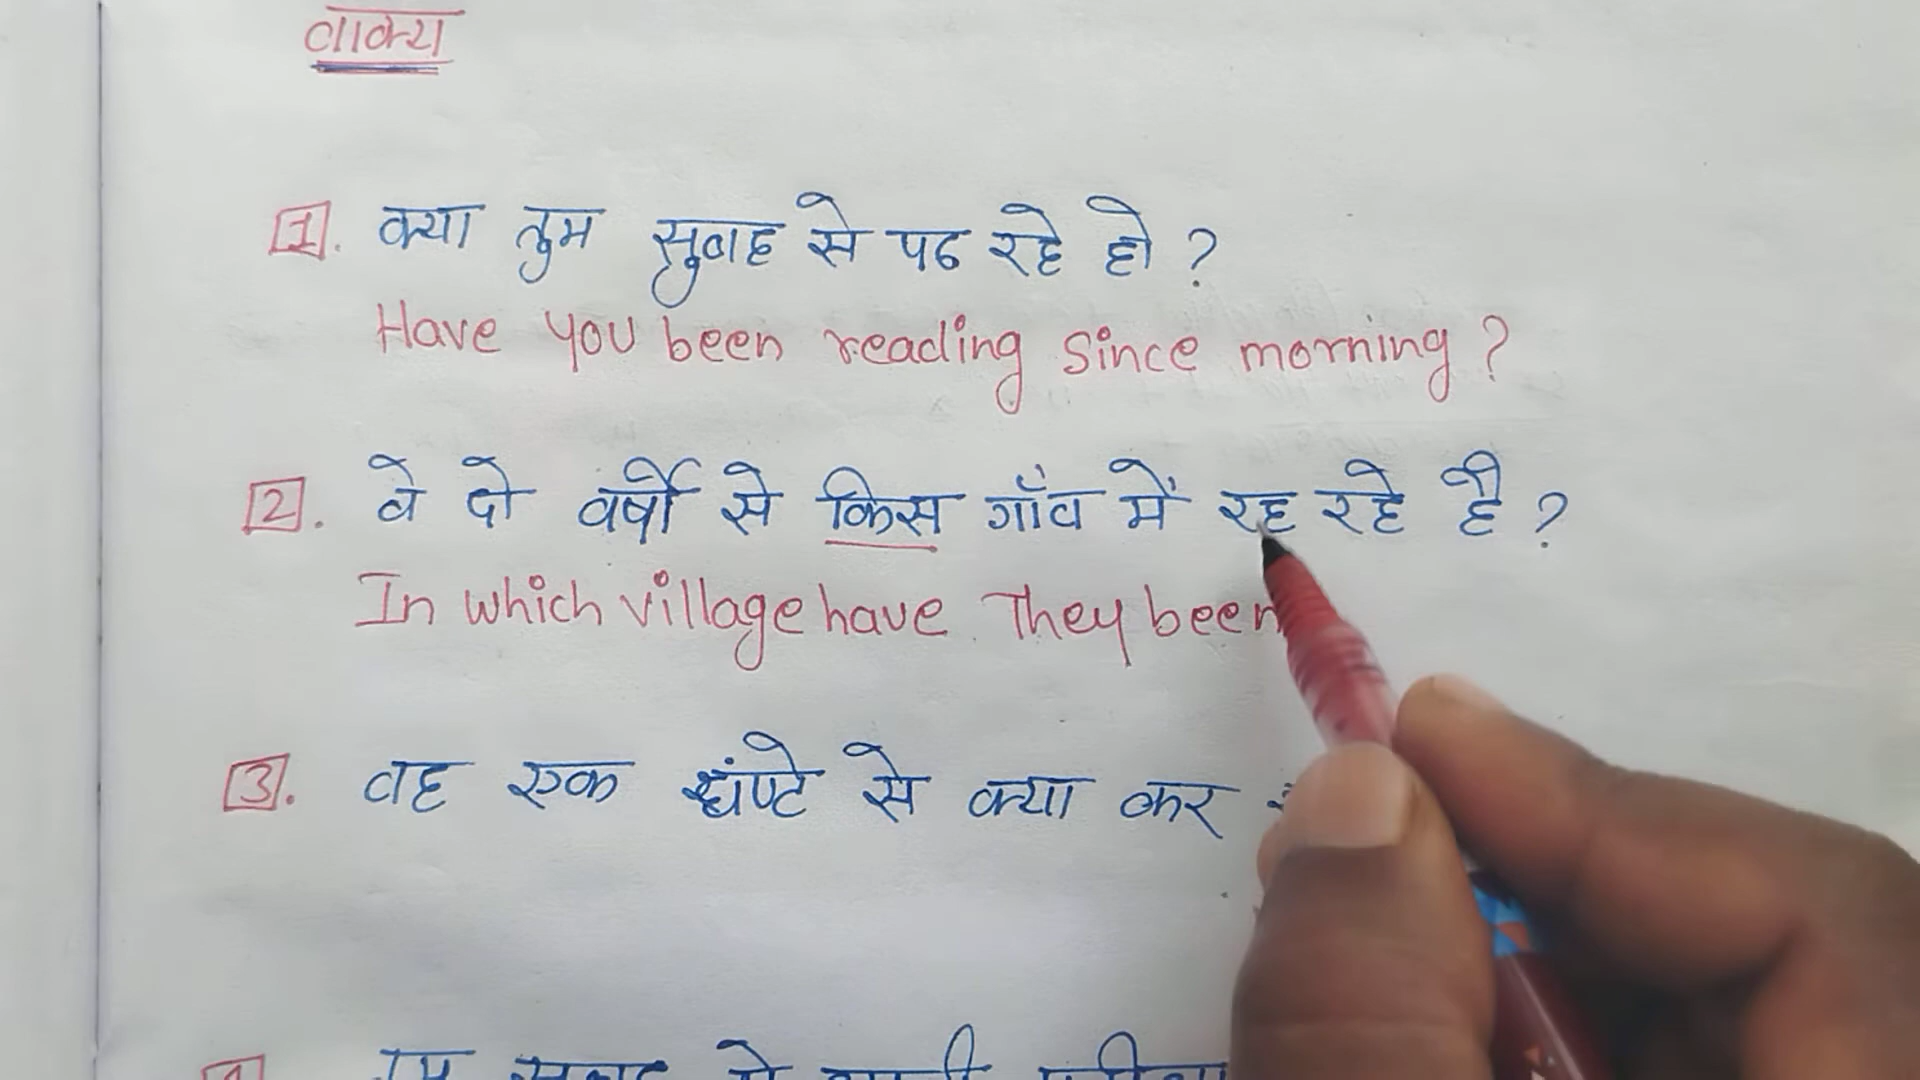 वाक्य
1. क्या तुम सुबह से पढ रहे हो ?
Have you been reading since morning ?
2. वे दो वर्षो से किस गाँव में रह रहे है ?
In which village have They been
3. वह एक घंण्टे से क्या कर